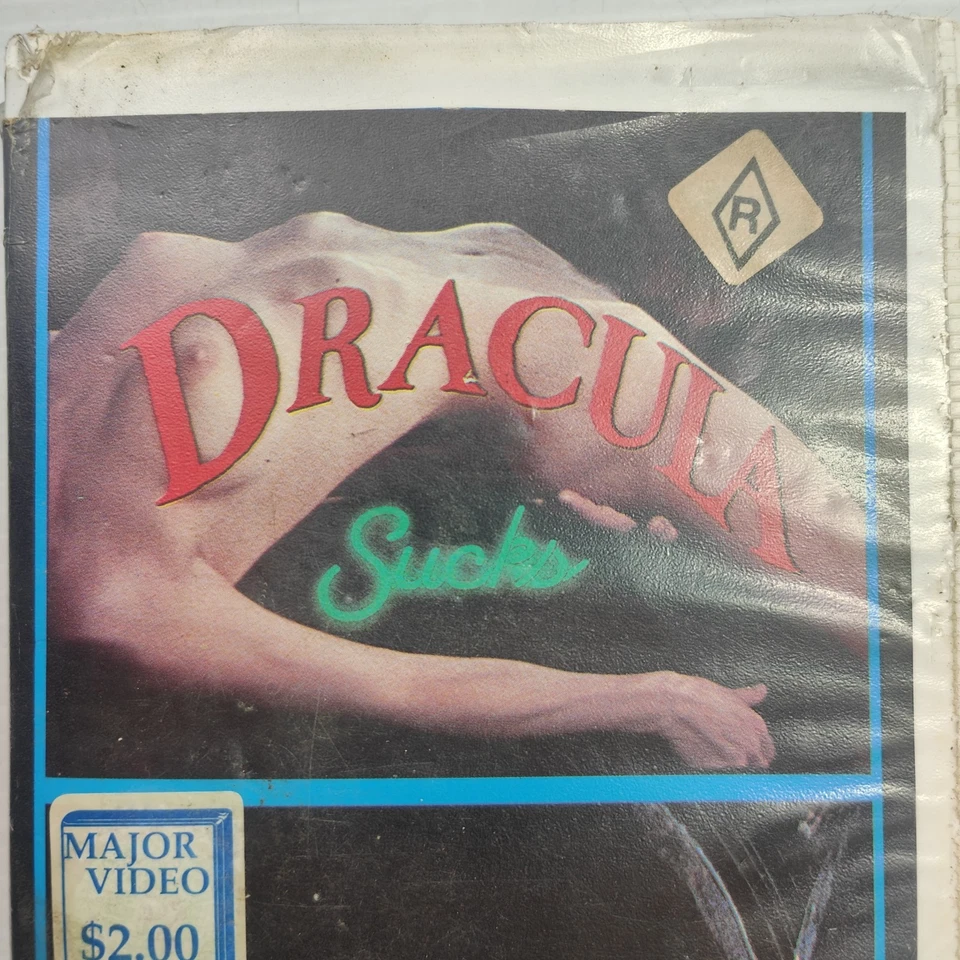 R
DRACULA
Sucks
MAJOR
VIDEO
$2.00